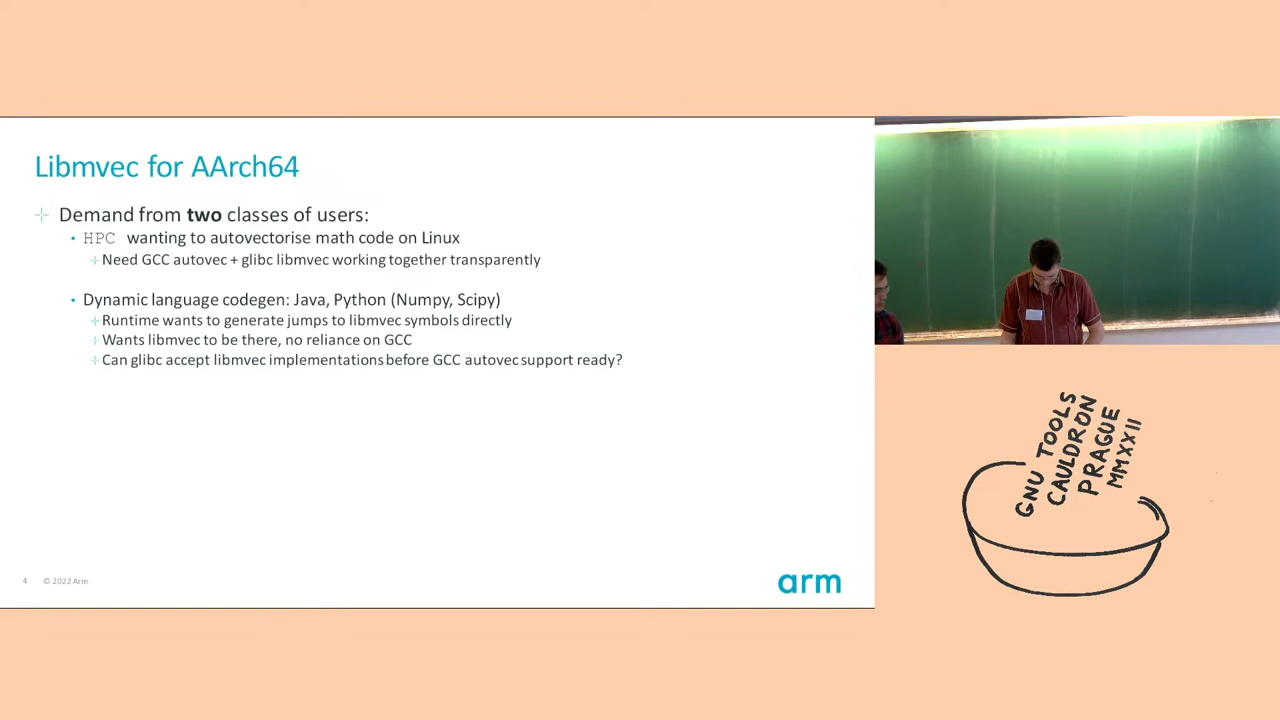 Libmvec for AArch64
Demand from two classes of users:
HPC wanting to autovectorise math code on Linux
Need GCC autovec + glibc libmvec working together transparently
Dynamic language codegen: Java, Python (Numpy, Scipy)
Runtime wants to generate jumps to libmvec symbols directly
Wants libmvec to be there, no reliance on GCC
Can glibc accept libmvec implementations before GCC autovec support ready?
4 © 2022 Arm
arm
GNU TOOLS
CAULDRON
PRAGUE
MMXXII